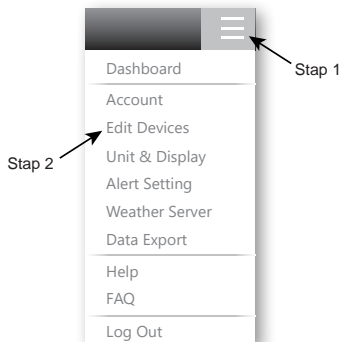 Dashboard
Stap 1
Account
Edit Devices
Stap 2
Unit & Display
Alert Setting
Weather Server
Data Export
Help
FAQ
Log Out